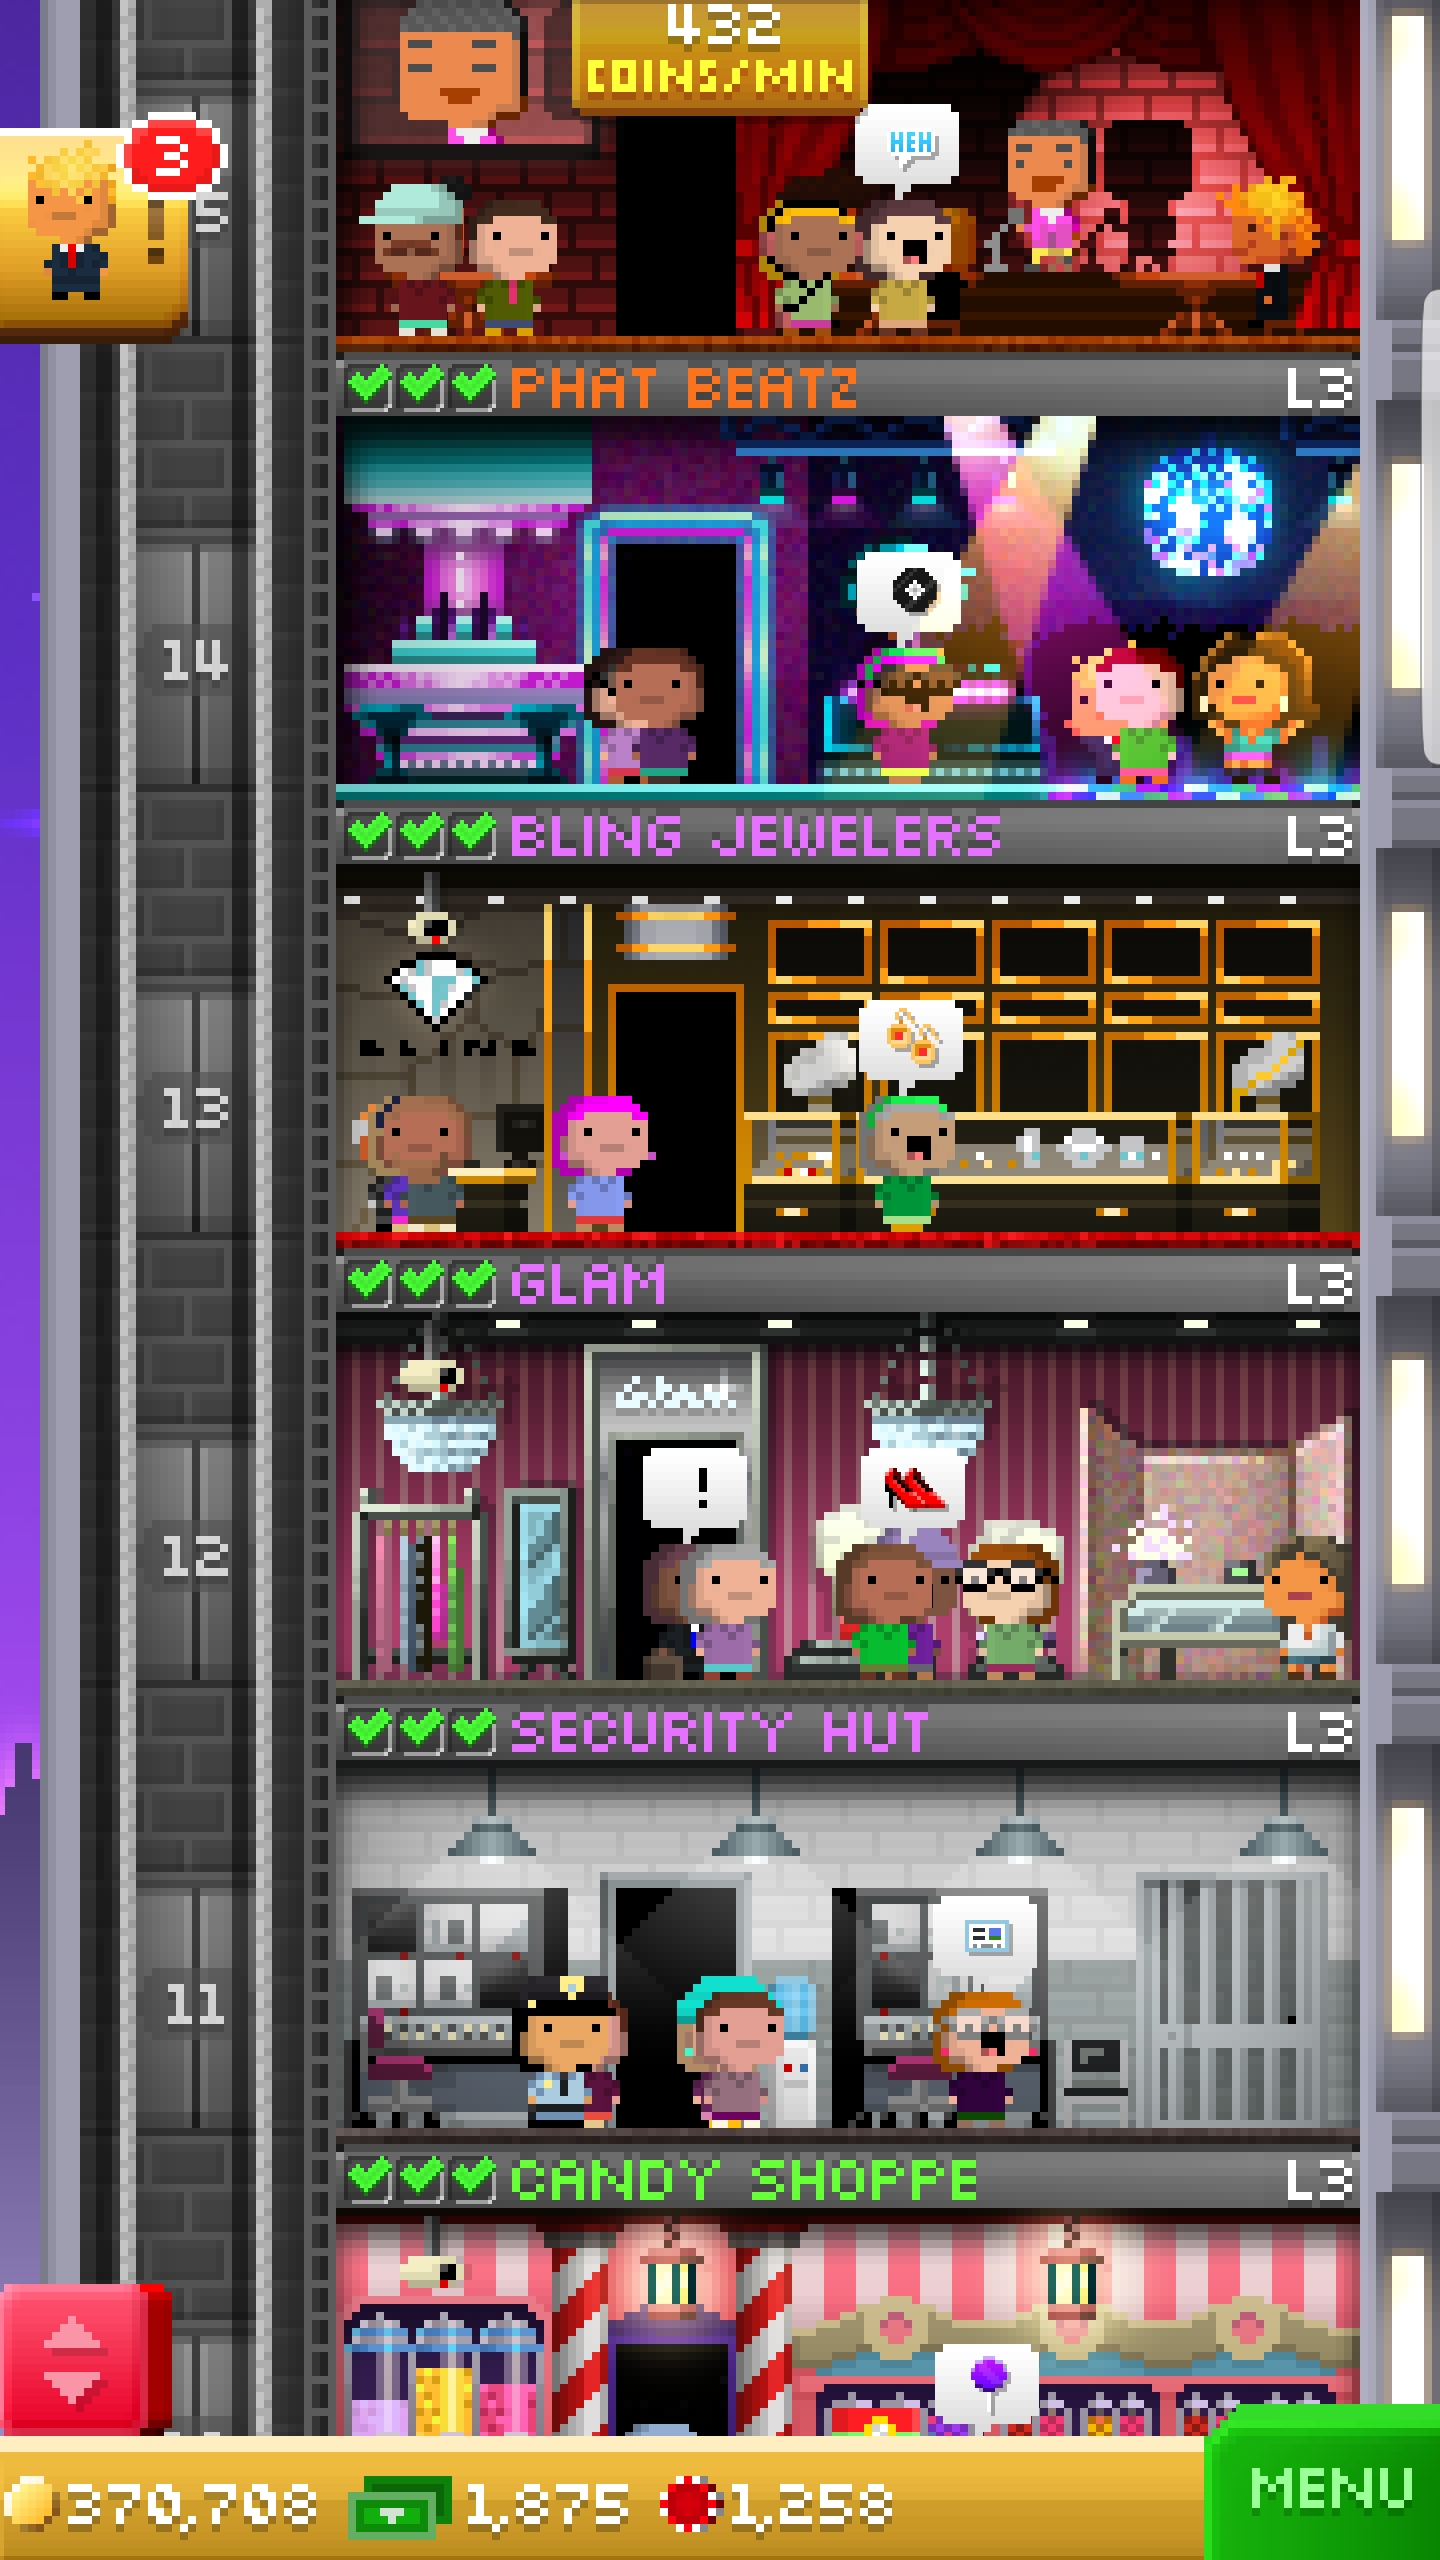 432
COINS/MIN
3
!
5
HEH
PHAT BEATZ
L3
14
BLING JEWELERS
L3
13
BLING
GLAM
L3
Glam
!
12
SECURITY HUT
L3
11
CANDY SHOPPE
L3
370,708
1,875
1,258
MENU